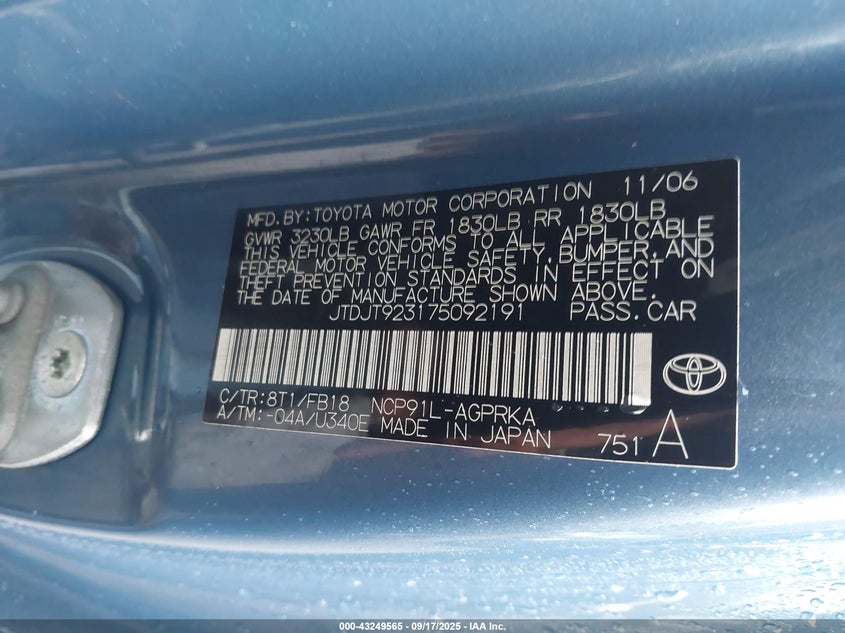 MFD. BY: TOYOTA MOTOR CORPORATION 11/06
GVWR 3230LB GAWR FR 1830LB RR 1830LB
THIS VEHICLE CONFORMS TO ALL APPLICABLE
FEDERAL MOTOR VEHICLE SAFETY, BUMPER, AND
THEFT PREVENTION STANDARDS IN EFFECT ON
THE DATE OF MANUFACTURE SHOWN ABOVE.
JTDJT923175092191 PASS. CAR
C/TR: 8T1/FB18 NCP91L-AGPRKA
A/TM: -04A/U340E MADE IN JAPAN 751 A
000-43249565 - 09/17/2025 - IAA Inc.